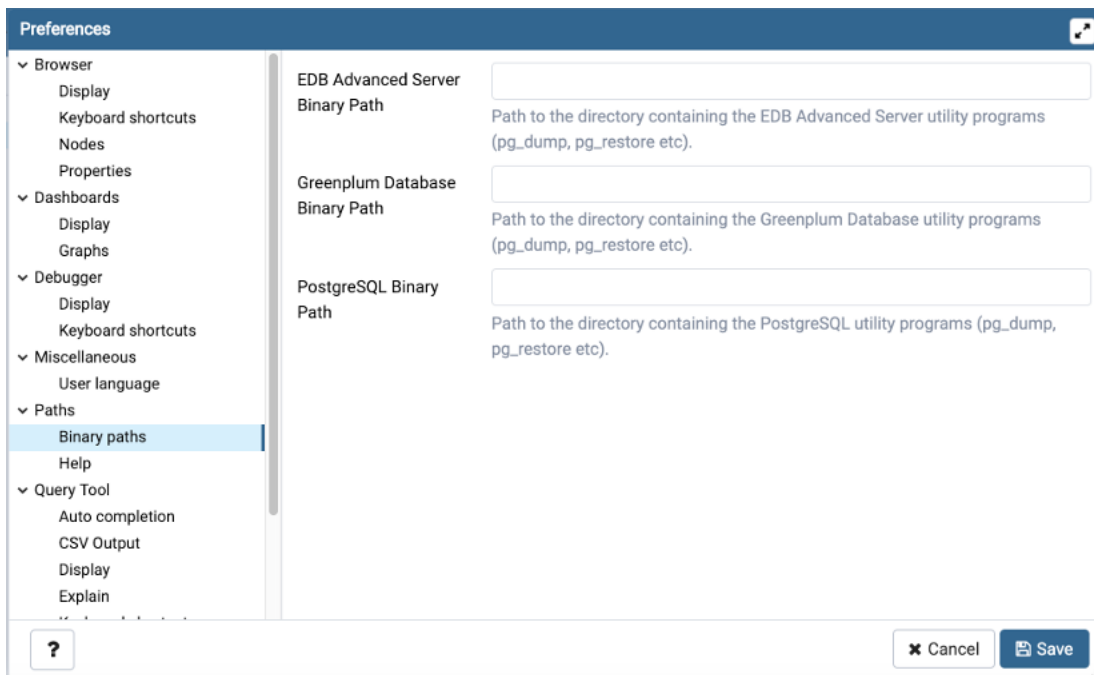 Preferences
Browser
Display
Keyboard shortcuts
Nodes
Properties
Dashboards
Display
Graphs
Debugger
Display
Keyboard shortcuts
Miscellaneous
User language
Paths
Binary paths
Help
Query Tool
Auto completion
CSV Output
Display
Explain
EDB Advanced Server
Binary Path
Path to the directory containing the EDB Advanced Server utility programs
(pg_dump, pg_restore etc).
Greenplum Database
Binary Path
Path to the directory containing the Greenplum Database utility programs
(pg_dump, pg_restore etc).
PostgreSQL Binary
Path
Path to the directory containing the PostgreSQL utility programs (pg_dump,
pg_restore etc).
?
Cancel
Save